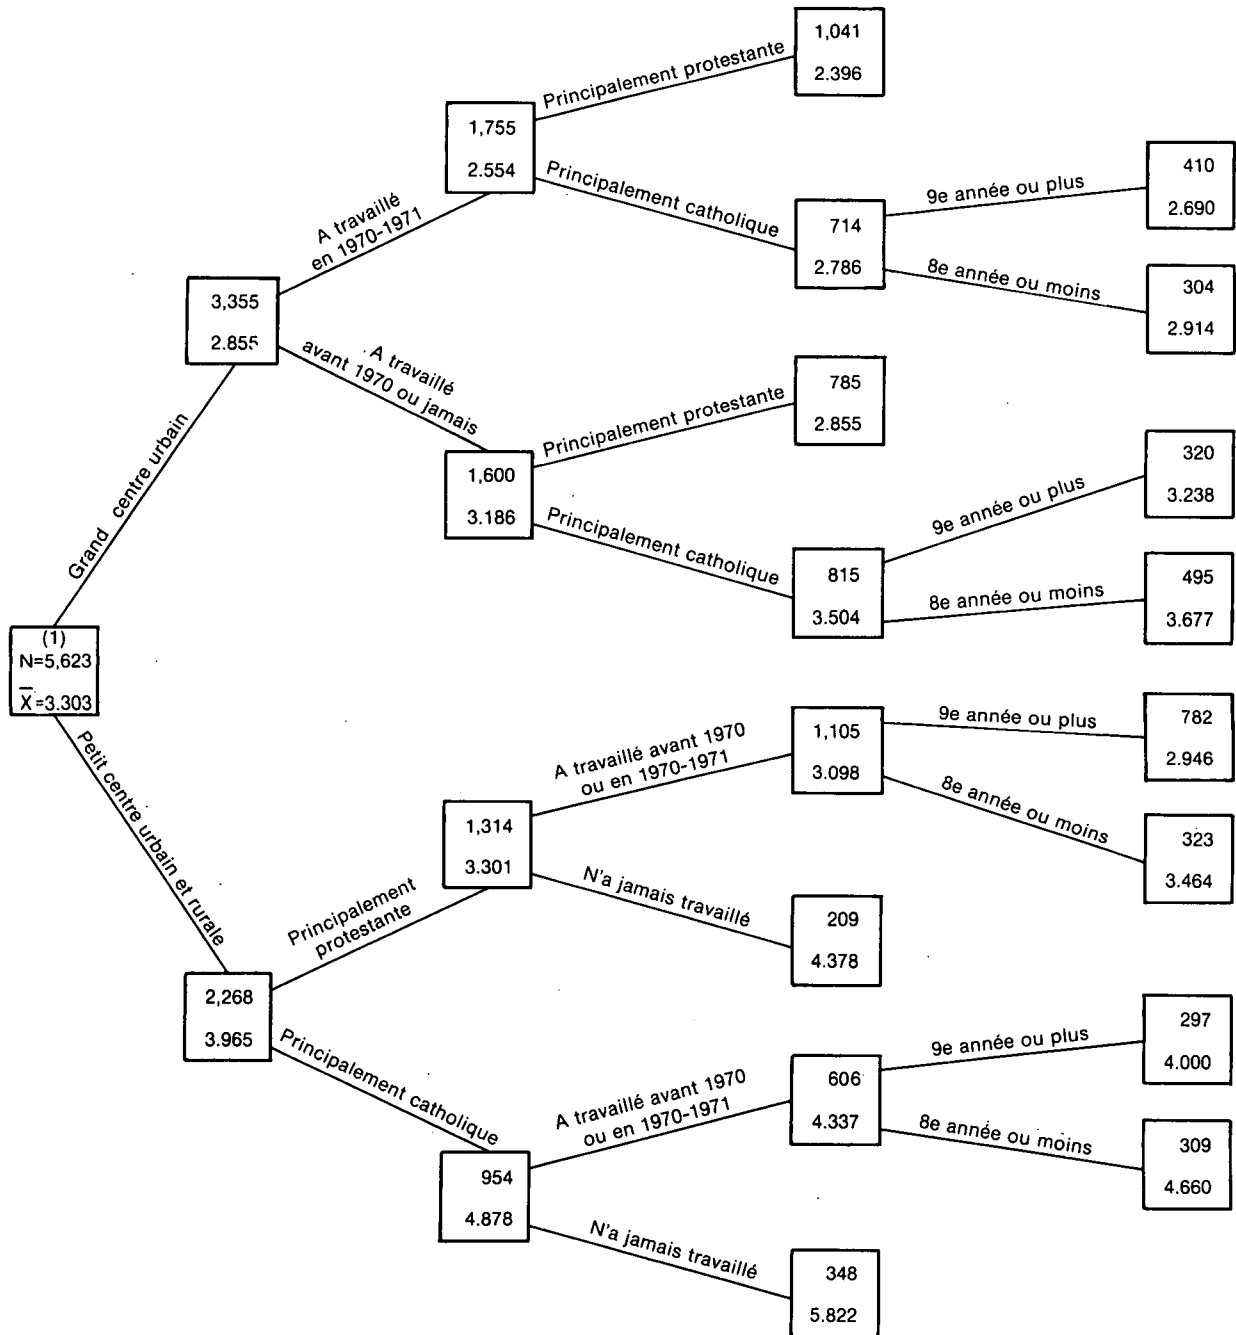 1,041
2.396
Principalement protestante
1,755
2.554
Principalement catholique
410
2.690
9e année ou plus
714
2.786
8e année ou moins
304
2.914
A travaillé
en 1970-1971
3,355
2.855
A travaillé
avant 1970 ou jamais
785
2.855
Principalement protestante
1,600
3.186
Principalement catholique
320
3.238
9e année ou plus
815
3.504
8e année ou moins
495
3.677
Grand centre urbain
(1)
N=5,623
X̅=3.303
Petit centre urbain et rurale
A travaillé avant 1970
ou en 1970-1971
1,105
3.098
9e année ou plus
782
2.946
8e année ou moins
323
3.464
1,314
3.301
N'a jamais travaillé
209
4.378
Principalement
protestante
2,268
3.965
Principalement catholique
A travaillé avant 1970
ou en 1970-1971
606
4.337
9e année ou plus
297
4.000
8e année ou moins
309
4.660
954
4.878
N'a jamais travaillé
348
5.822